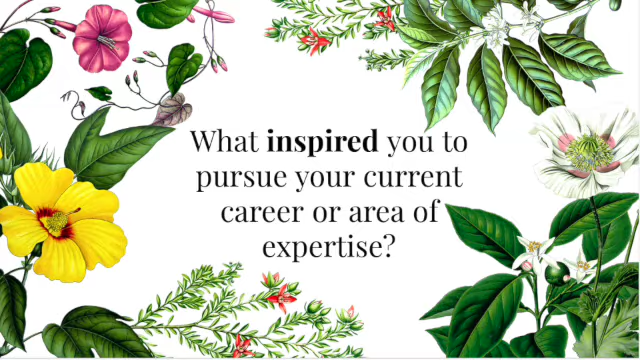 What inspired you to
pursue your current
career or area of
expertise?